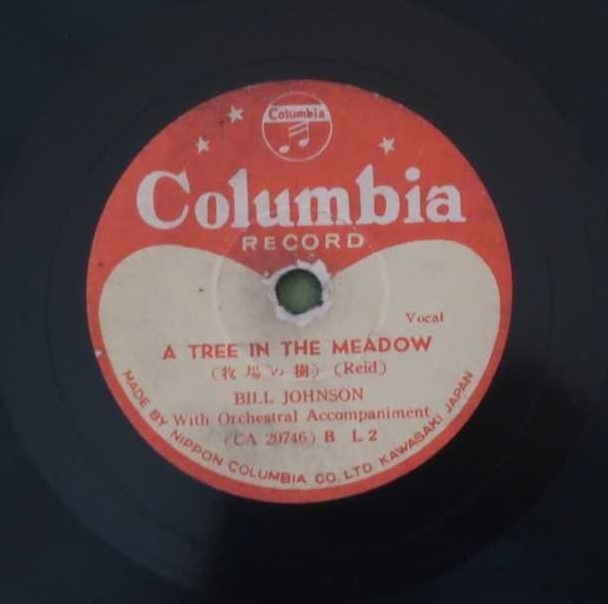 Columbia
Columbia
RECORD
Vocal
A TREE IN THE MEADOW
(牧場の樹) (Reid)
BILL JOHNSON
With Orchestral Accompaniment
(CA 20746) B L 2
MADE BY NIPPON COLUMBIA CO. LTD KAWASAKI JAPAN